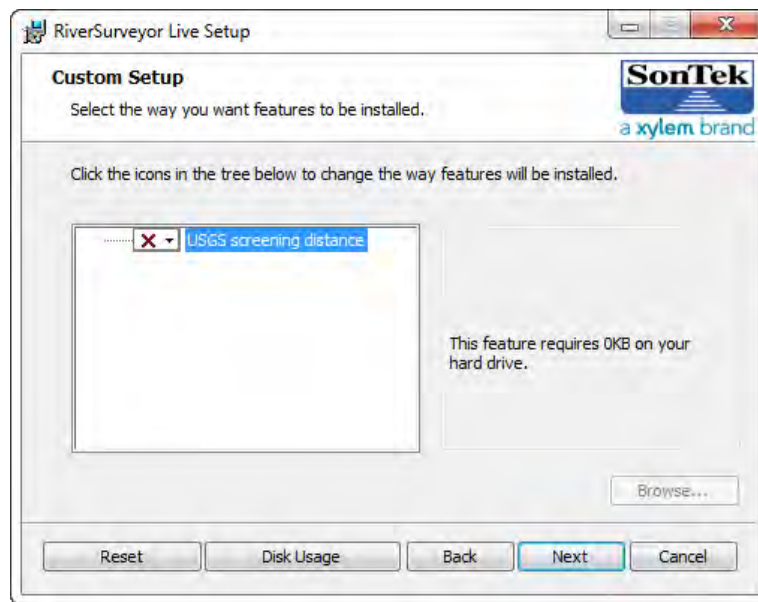 RiverSurveyor Live Setup
Custom Setup
Select the way you want features to be installed.
SonTek
a xylem brand
Click the icons in the tree below to change the way features will be installed.
USGS screening distance
This feature requires 0KB on your
hard drive.
Browse...
Reset Disk Usage Back Next Cancel